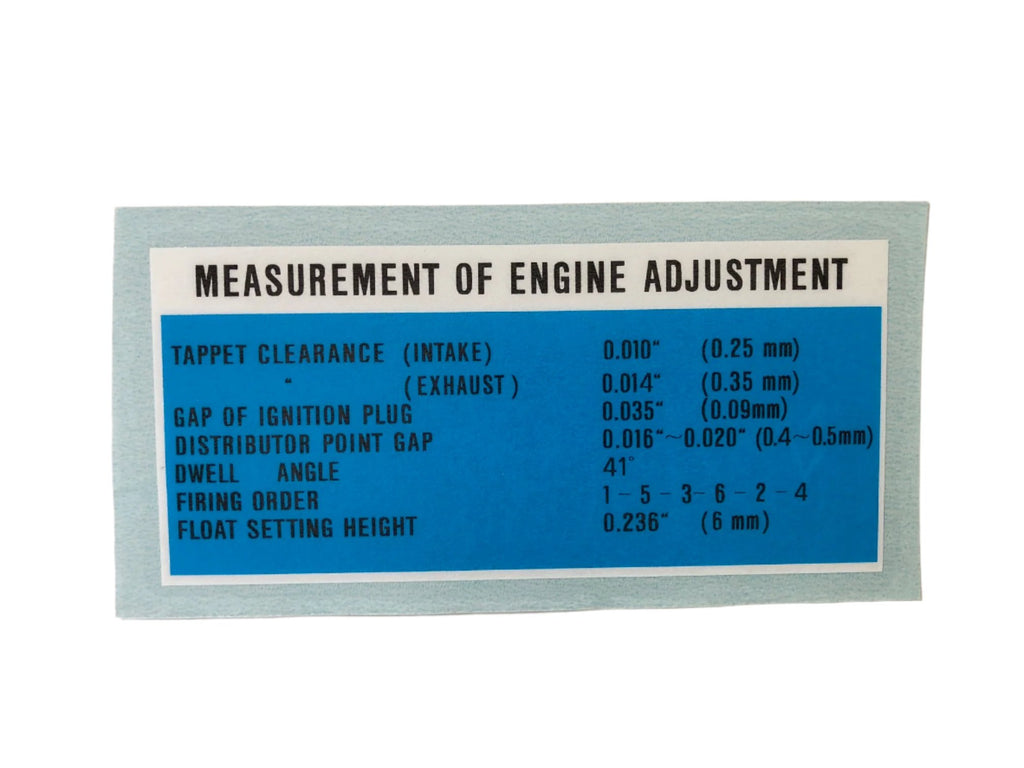 MEASUREMENT OF ENGINE ADJUSTMENT
TAPPET CLEARANCE (INTAKE) 0.010“ (0.25 mm)
“ (EXHAUST) 0.014“ (0.35 mm)
GAP OF IGNITION PLUG 0.035“ (0.09mm)
DISTRIBUTOR POINT GAP 0.016“~0.020“ (0.4~0.5mm)
DWELL ANGLE 41°
FIRING ORDER 1 – 5 – 3 – 6 – 2 – 4
FLOAT SETTING HEIGHT 0.236“ (6 mm)